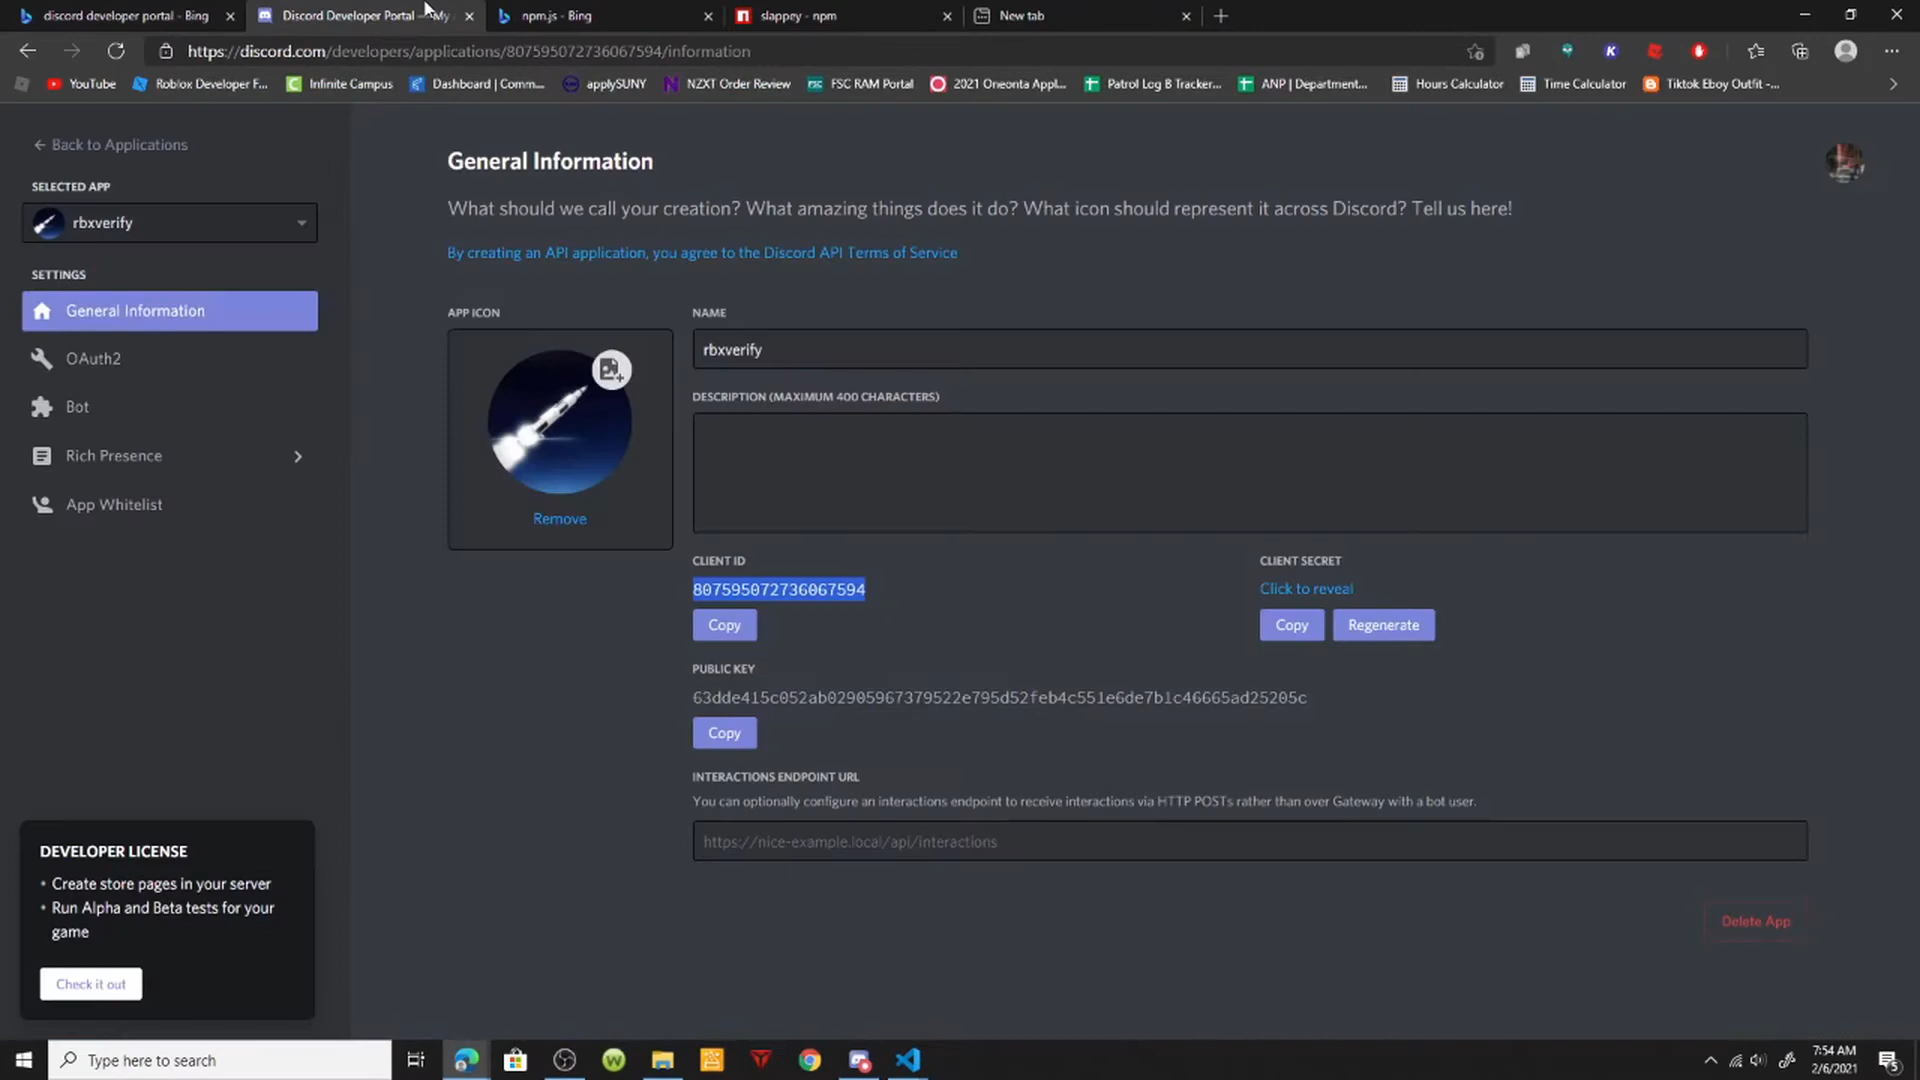 discord developer portal - Bing
Discord Developer Portal — My
npm.js - Bing
slappey - npm
New tab
https://discord.com/developers/applications/807595072736067594/information
YouTube
Roblox Developer F...
Infinite Campus
Dashboard | Comm...
applySUNY
NZXT Order Review
FSC RAM Portal
2021 Oneonta Appl...
Patrol Log B Tracker...
ANP | Department...
Hours Calculator
Time Calculator
Tiktok Eboy Outfit -...
← Back to Applications
SELECTED APP
rbxverify
SETTINGS
General Information
OAuth2
Bot
Rich Presence
App Whitelist
DEVELOPER LICENSE
• Create store pages in your server
• Run Alpha and Beta tests for your
game
Check it out
General Information
What should we call your creation? What amazing things does it do? What icon should represent it across Discord? Tell us here!
By creating an API application, you agree to the Discord API Terms of Service
APP ICON
Remove
NAME
rbxverify
DESCRIPTION (MAXIMUM 400 CHARACTERS)
CLIENT ID
807595072736067594
Copy
CLIENT SECRET
Click to reveal
Copy Regenerate
PUBLIC KEY
63dde415c052ab02905967379522e795d52feb4c551e6de7b1c46665ad25205c
Copy
INTERACTIONS ENDPOINT URL
You can optionally configure an interactions endpoint to receive interactions via HTTP POSTs rather than over Gateway with a bot user.
https://nice-example.local/api/interactions
Delete App
Type here to search
7:54 AM
2/6/2021
5